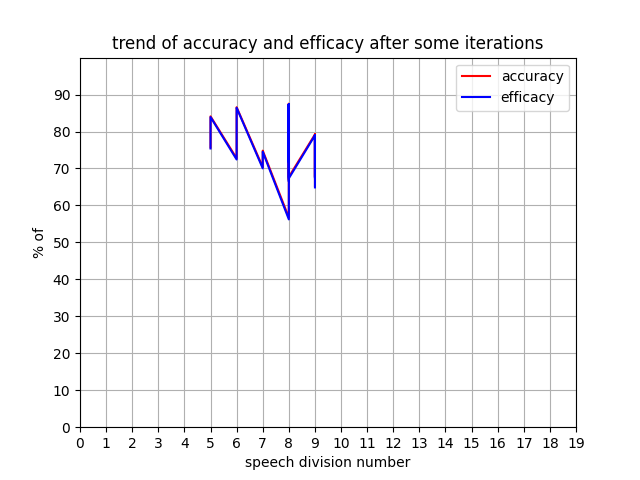 trend of accuracy and efficacy after some iterations
accuracy
efficacy
90
80
70
60
50
40
30
20
10
0
% of
0 1 2 3 4 5 6 7 8 9 10 11 12 13 14 15 16 17 18 19
speech division number